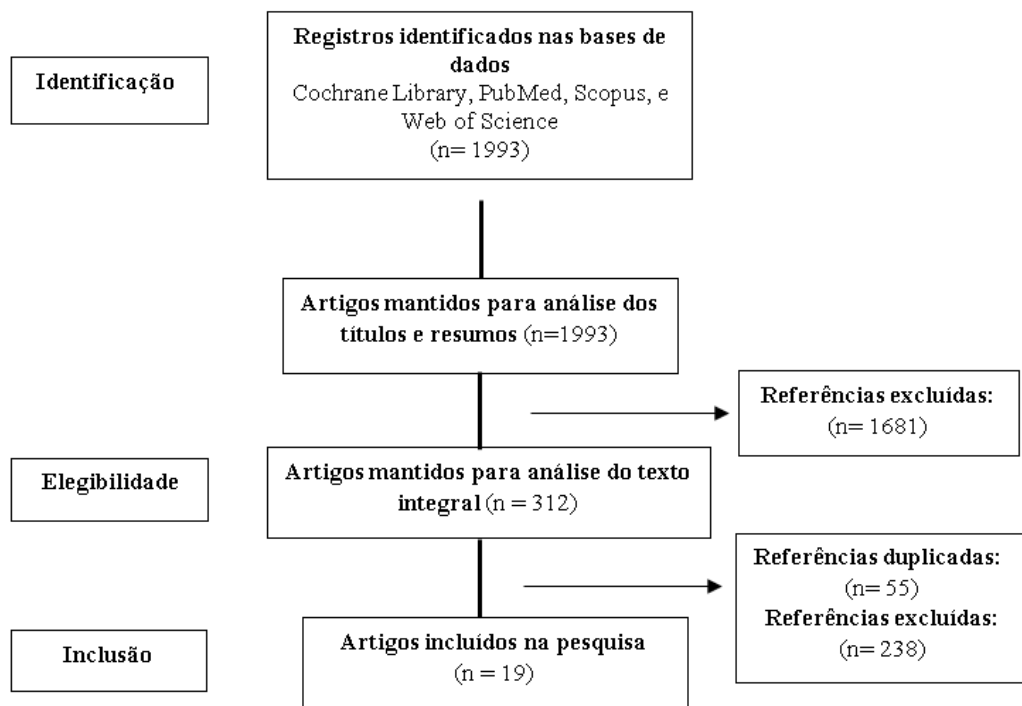 Identificação
Registros identificados nas bases de
dados
Cochrane Library, PubMed, Scopus, e
Web of Science
(n= 1993)
Artigos mantidos para análise dos
títulos e resumos (n=1993)
Referências excluídas:
(n= 1681)
Elegibilidade
Artigos mantidos para análise do texto
integral (n = 312)
Referências duplicadas:
(n= 55)
Referências excluídas:
(n= 238)
Inclusão
Artigos incluídos na pesquisa
(n = 19)